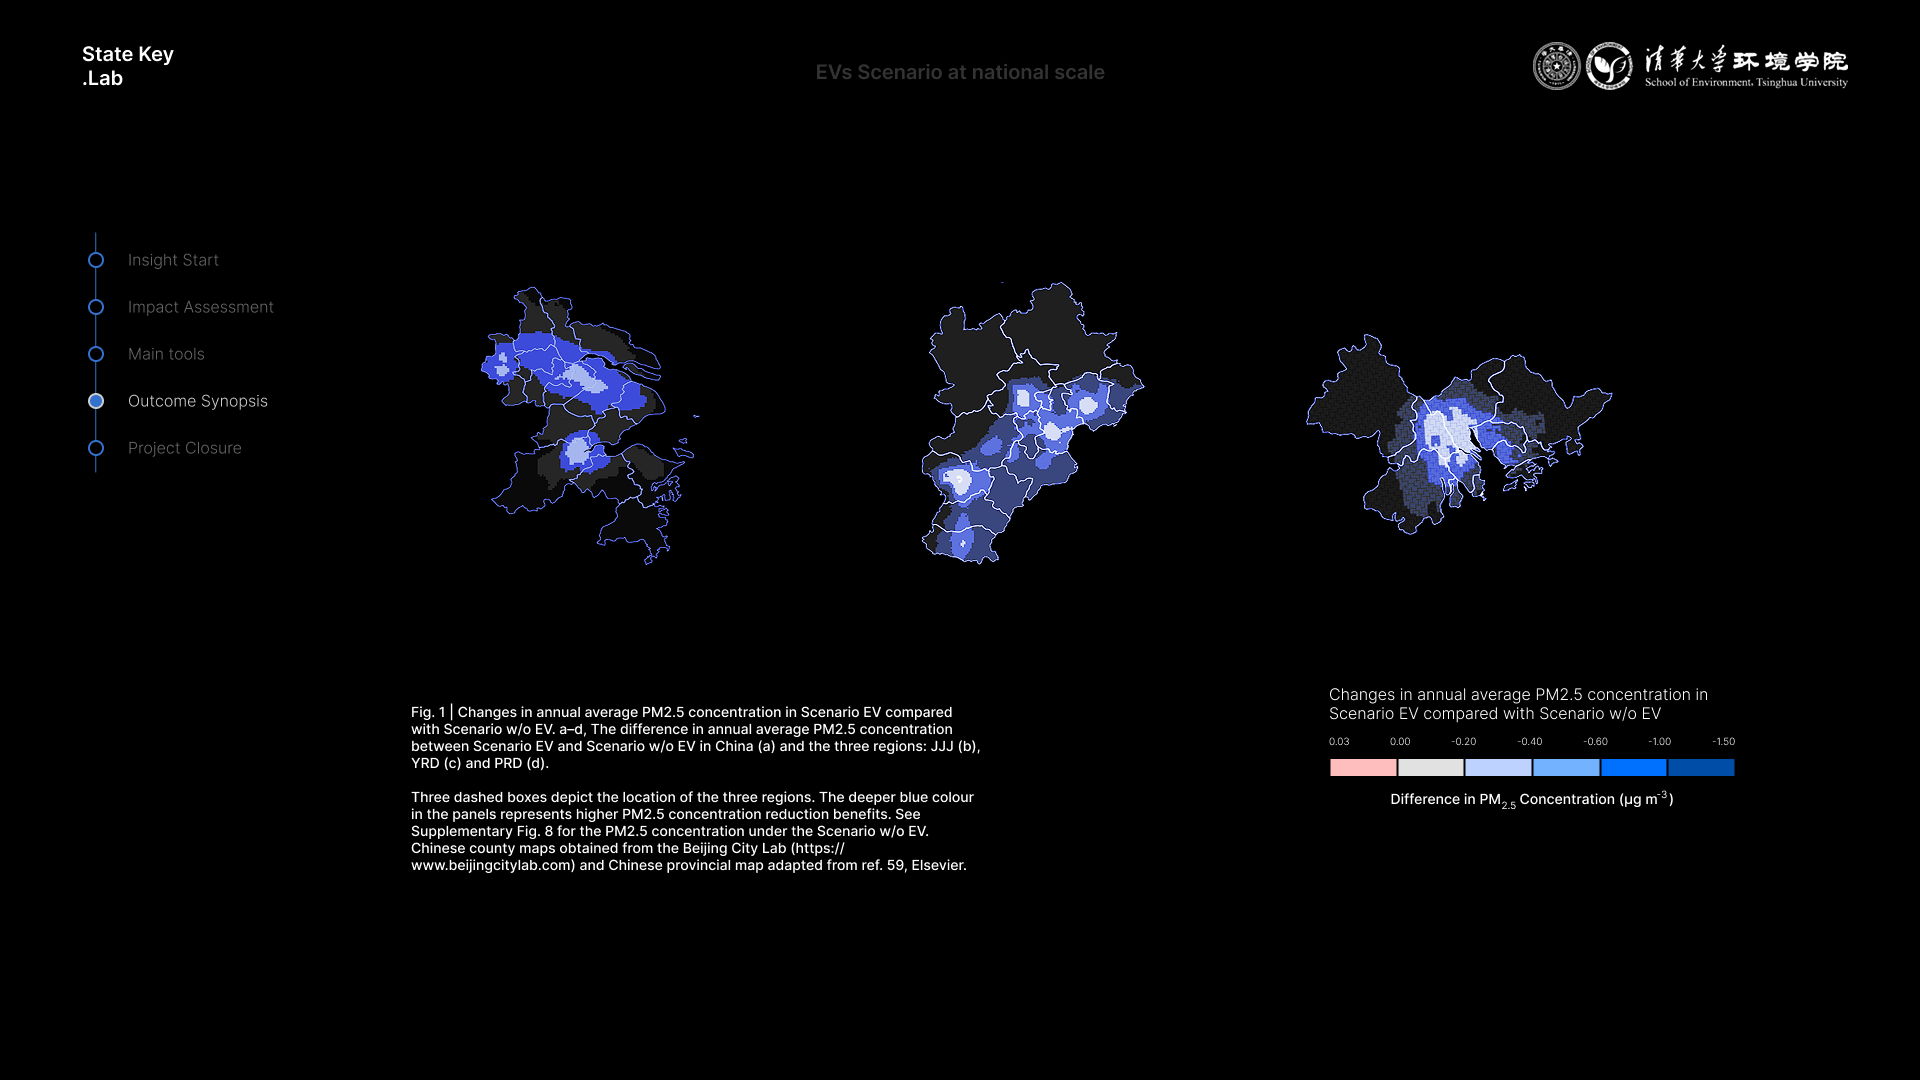 State Key
.Lab
EVs Scenario at national scale
清华大学环境学院
School of Environment, Tsinghua University
Insight Start
Impact Assessment
Main tools
Outcome Synopsis
Project Closure
Fig. 1 | Changes in annual average PM2.5 concentration in Scenario EV compared
with Scenario w/o EV. a–d, The difference in annual average PM2.5 concentration
between Scenario EV and Scenario w/o EV in China (a) and the three regions: JJJ (b),
YRD (c) and PRD (d).
Three dashed boxes depict the location of the three regions. The deeper blue colour
in the panels represents higher PM2.5 concentration reduction benefits. See
Supplementary Fig. 8 for the PM2.5 concentration under the Scenario w/o EV.
Chinese county maps obtained from the Beijing City Lab (https://
www.beijingcitylab.com) and Chinese provincial map adapted from ref. 59, Elsevier.
Changes in annual average PM2.5 concentration in
Scenario EV compared with Scenario w/o EV
0.03 0.00 -0.20 -0.40 -0.60 -1.00 -1.50
Difference in PM2.5 Concentration (µg m-3)